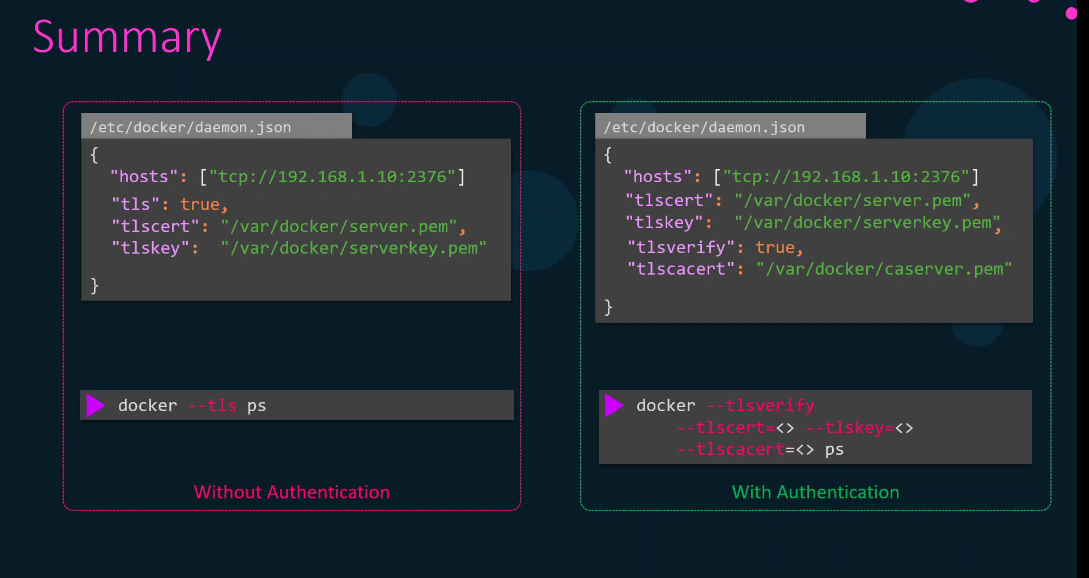 Summary
/etc/docker/daemon.json
{
"hosts": ["tcp://192.168.1.10:2376"]
"tls": true,
"tlscert": "/var/docker/server.pem",
"tlskey": "/var/docker/serverkey.pem"
}
docker --tls ps
Without Authentication
/etc/docker/daemon.json
{
"hosts": ["tcp://192.168.1.10:2376"]
"tlscert": "/var/docker/server.pem",
"tlskey": "/var/docker/serverkey.pem",
"tlsverify": true,
"tlscacert": "/var/docker/caserver.pem"
}
docker --tlsverify
--tlscert=<> --tlskey=<>
--tlscacert=<> ps
With Authentication